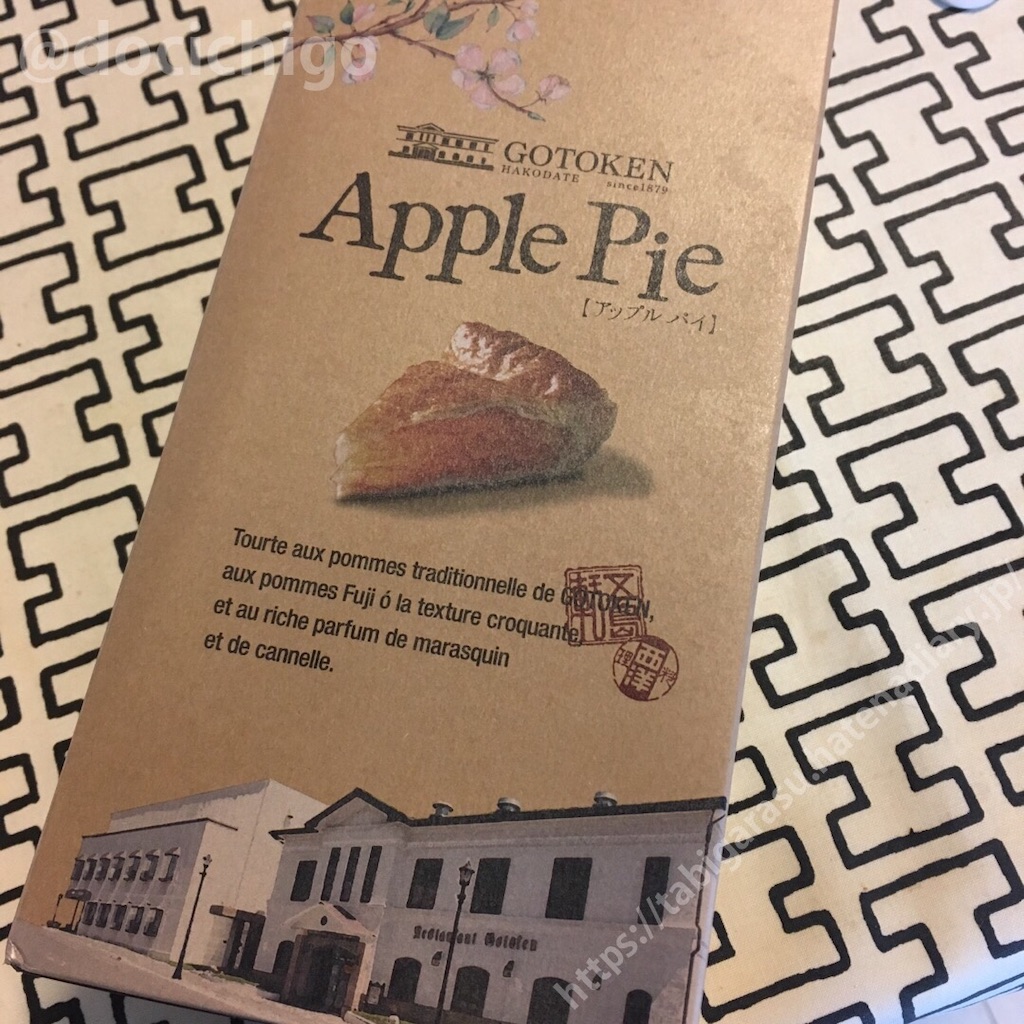 @docichigo
GOTOKEN
HAKODATE since1879
Apple Pie
【アップル パイ】
Tourte aux pommes traditionnelle de GOTOKEN,
aux pommes Fuji ó la texture croquante,
et au riche parfum de marasquin
et de cannelle.
Restaurant Gotoken
https://tabigarasu.hatenadiary.jp/